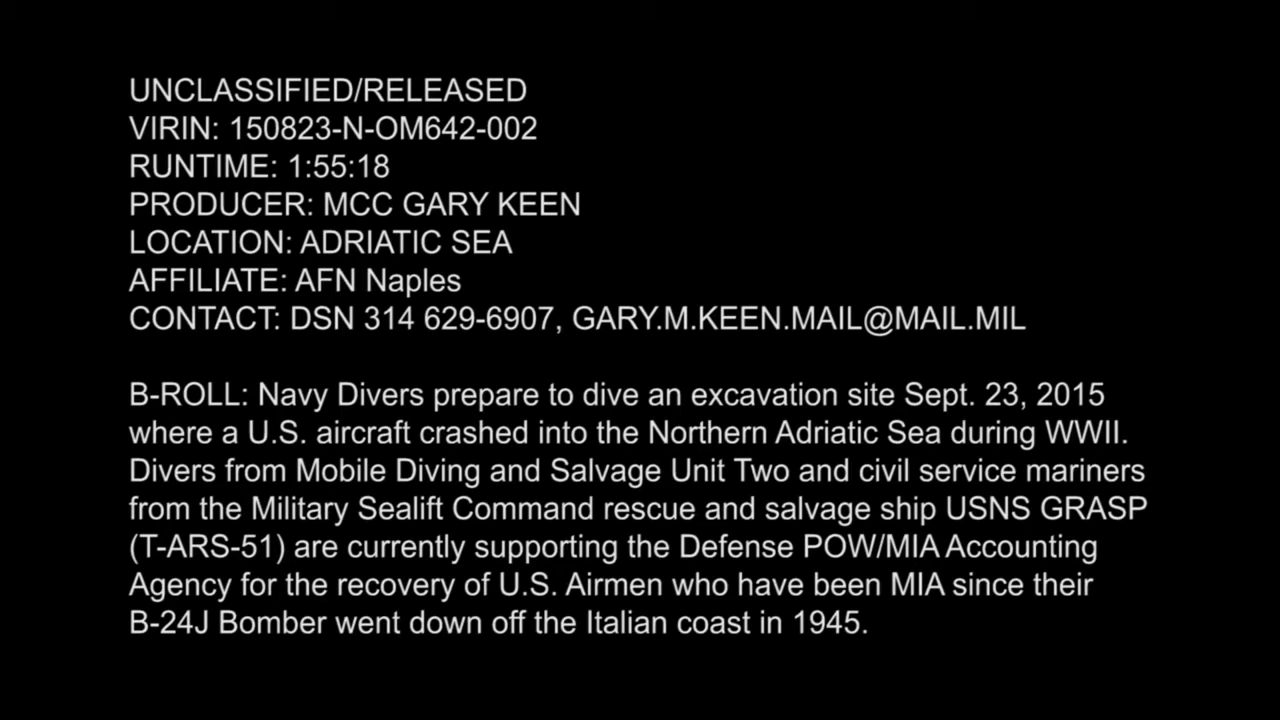 UNCLASSIFIED/RELEASED
VIRIN: 150823-N-OM642-002
RUNTIME: 1:55:18
PRODUCER: MCC GARY KEEN
LOCATION: ADRIATIC SEA
AFFILIATE: AFN Naples
CONTACT: DSN 314 629-6907, GARY.M.KEEN.MAIL@MAIL.MIL
B-ROLL: Navy Divers prepare to dive an excavation site Sept. 23, 2015
where a U.S. aircraft crashed into the Northern Adriatic Sea during WWII.
Divers from Mobile Diving and Salvage Unit Two and civil service mariners
from the Military Sealift Command rescue and salvage ship USNS GRASP
(T-ARS-51) are currently supporting the Defense POW/MIA Accounting
Agency for the recovery of U.S. Airmen who have been MIA since their
B-24J Bomber went down off the Italian coast in 1945.